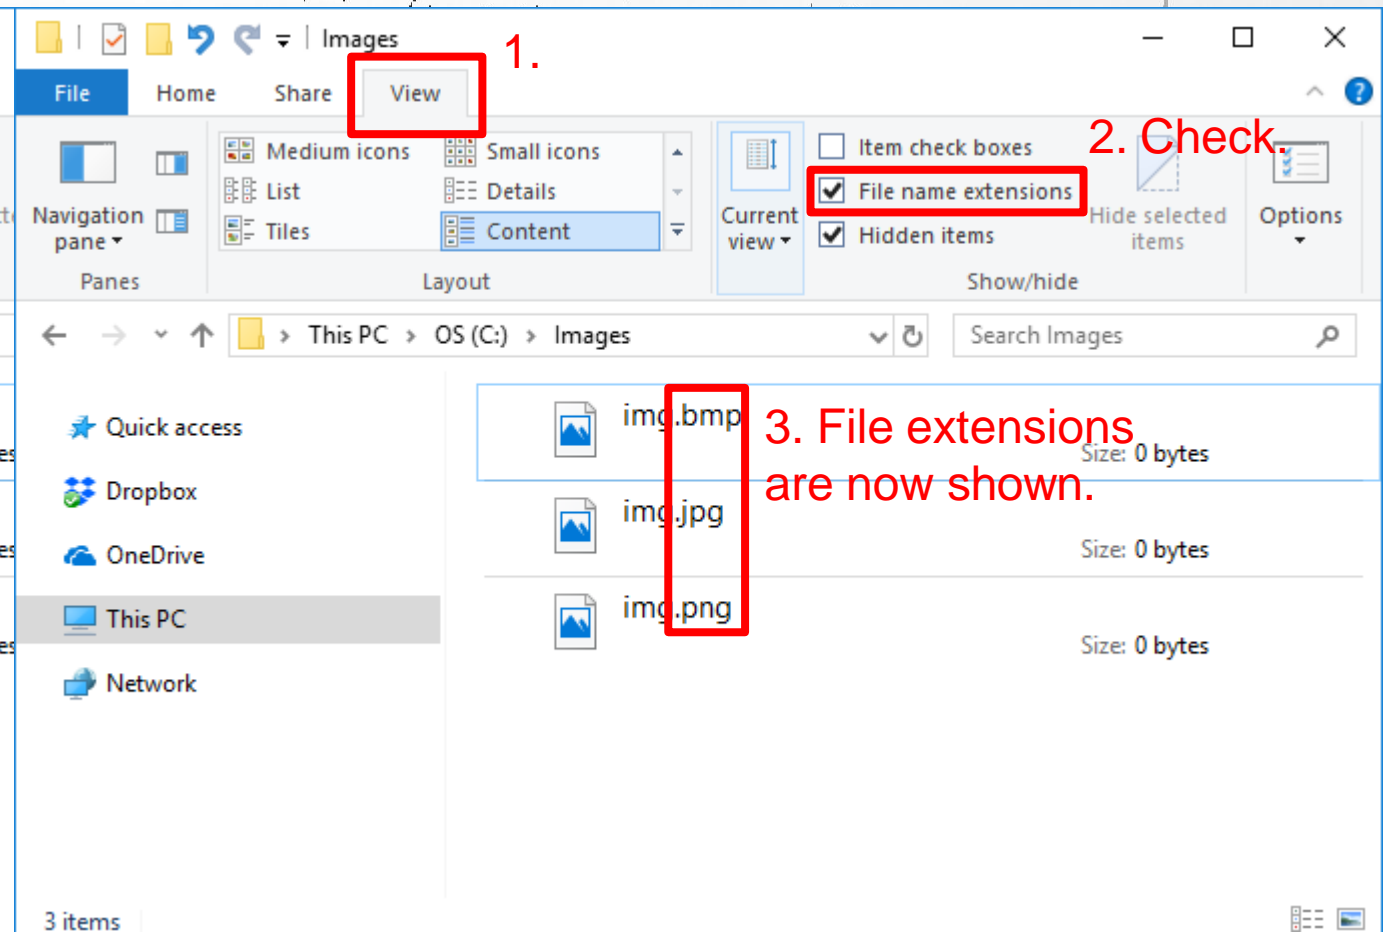 Images
1.
File Home Share View
Medium icons Small icons
List Details
Tiles Content
Navigation
pane
Panes
Layout
Current
view
Item check boxes
File name extensions
Hidden items
2. Check.
Hide selected
items
Options
Show/hide
This PC > OS (C:) > Images
Search Images
Quick access
Dropbox
OneDrive
This PC
Network
img.bmp
Size: 0 bytes
img.jpg
Size: 0 bytes
img.png
Size: 0 bytes
3. File extensions
are now shown.
3 items